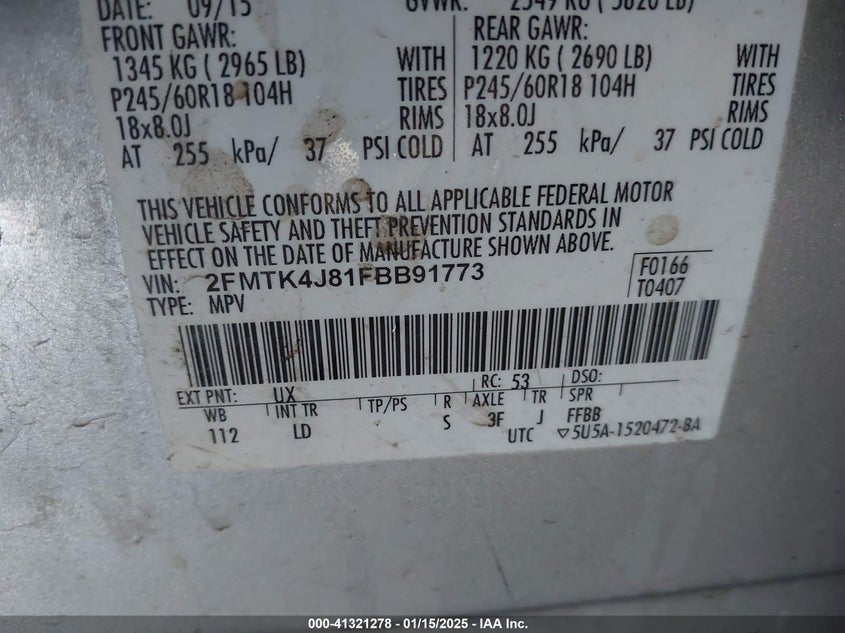 DATE: 09/15 GVWR: 2549 KG ( 5620 LB)
FRONT GAWR: REAR GAWR:
1345 KG ( 2965 LB) WITH 1220 KG ( 2690 LB) WITH
P245/60R18 104H TIRES P245/60R18 104H TIRES
18x8.0J RIMS 18x8.0J RIMS
AT 255 kPa/ 37 PSI COLD AT 255 kPa/ 37 PSI COLD
THIS VEHICLE CONFORMS TO ALL APPLICABLE FEDERAL MOTOR
VEHICLE SAFETY AND THEFT PREVENTION STANDARDS IN
EFFECT ON THE DATE OF MANUFACTURE SHOWN ABOVE.
VIN: 2FMTK4J81FBB91773 F0166
TYPE: MPV T0407
EXT PNT: UX RC: 53 DSO:
WB INT TR TP/PS R AXLE TR SPR
112 LD S 3F J FFBB
UTC ▽5U5A-1520472-BA
000-41321278 - 01/15/2025 - IAA Inc.